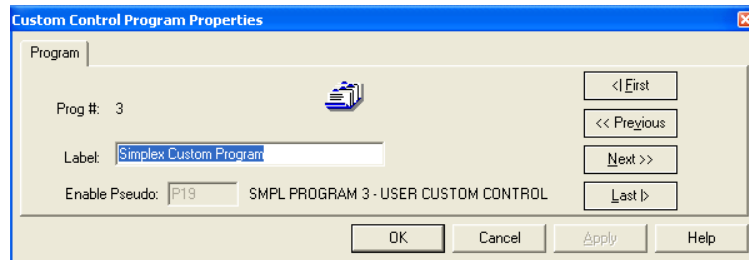 Custom Control Program Properties
Program
<| First
Prog #: 3
<< Previous
Label: Simplex Custom Program
Next >>
Enable Pseudo: P19 SMPL PROGRAM 3 - USER CUSTOM CONTROL
Last |>
OK Cancel Apply Help